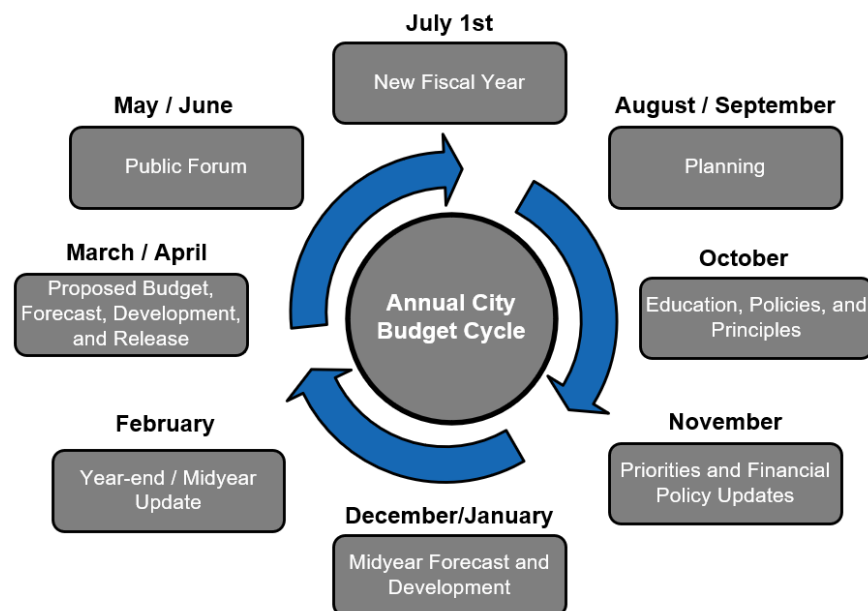 July 1st
New Fiscal Year
August / September
Planning
October
Education, Policies, and
Principles
November
Priorities and Financial
Policy Updates
December/January
Midyear Forecast and
Development
February
Year-end / Midyear
Update
March / April
Proposed Budget,
Forecast, Development,
and Release
May / June
Public Forum
Annual City
Budget Cycle